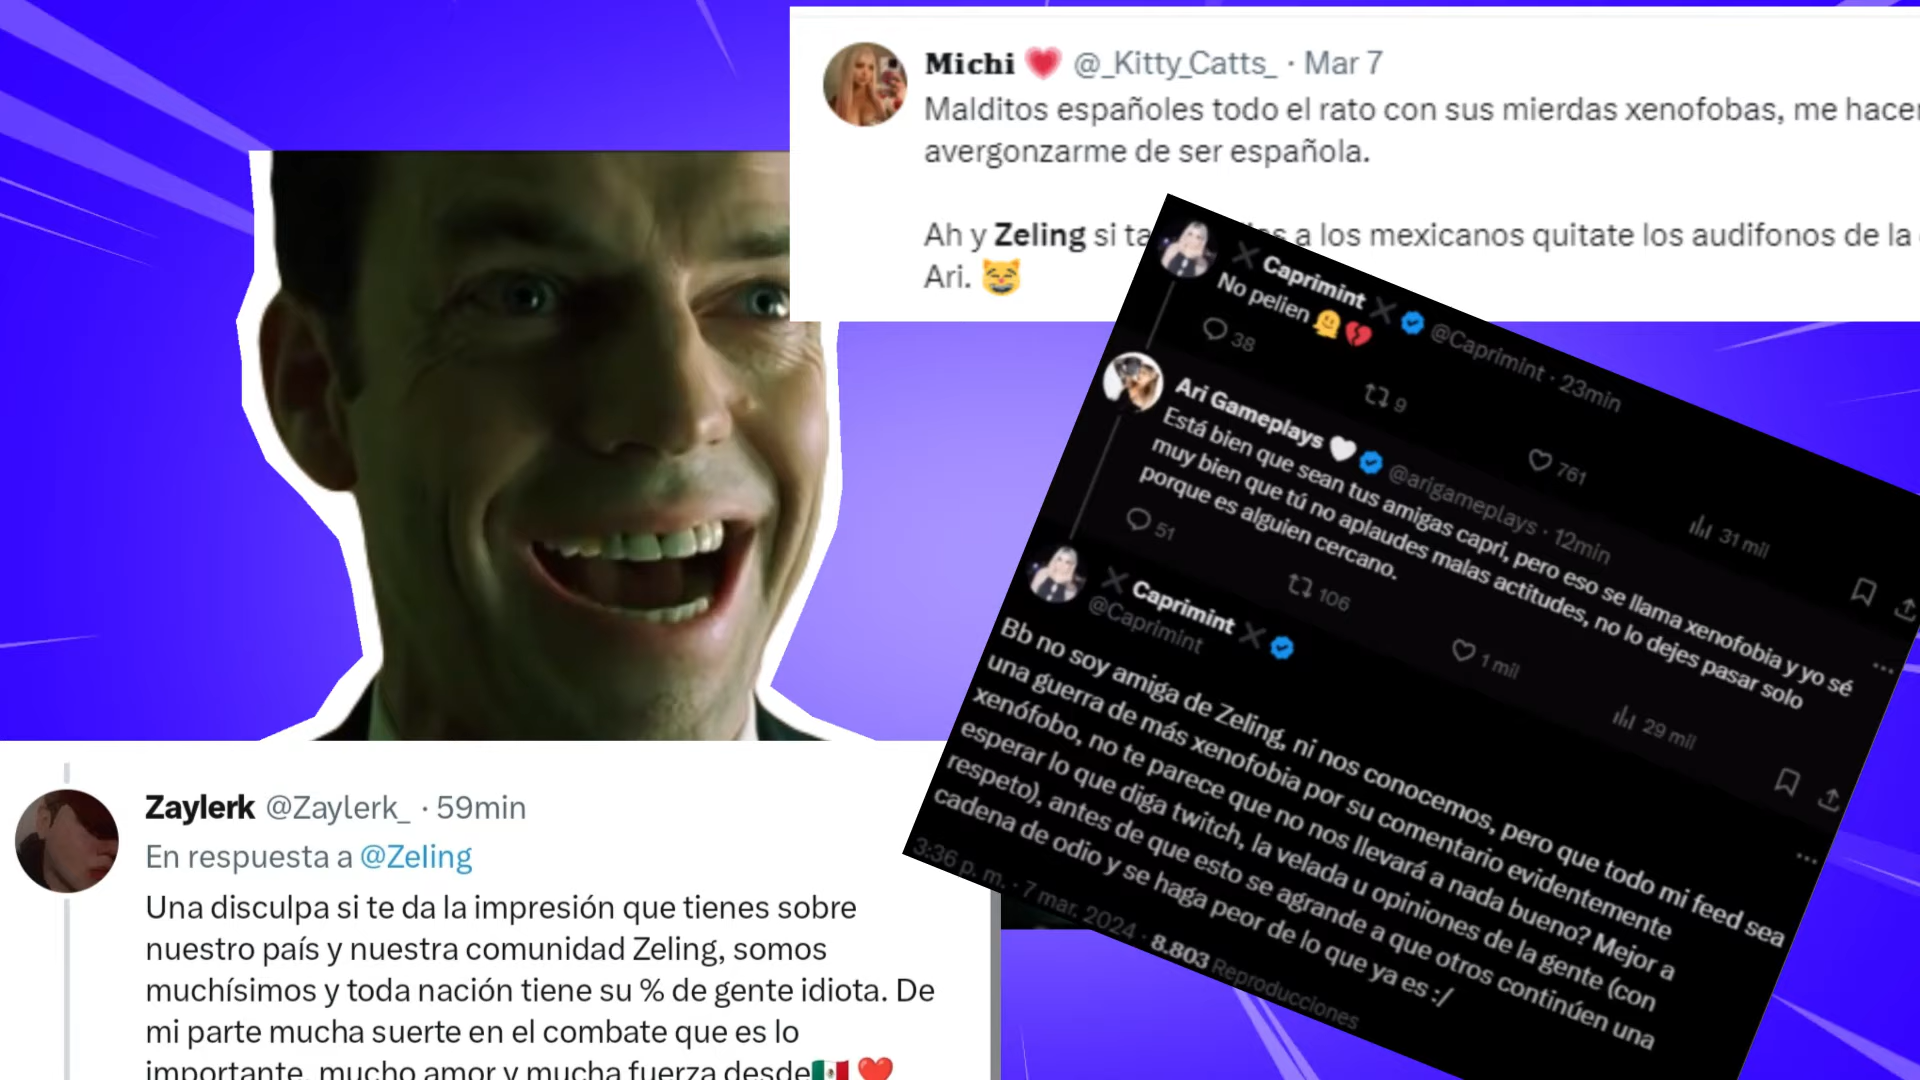 Michi 💗 @_Kitty_Catts_ · Mar 7
Malditos españoles todo el rato con sus mierdas xenofobas, me hacen
avergonzarme de ser española.
Ah y Zeling si a los mexicanos quitate los audifonos de la
Ari. 😹
Caprimint @Caprimint · 23min
No pelien 🫠💔
38 9 761 31 mil
Ari Gameplays 🤍 @arigameplays · 12min
Está bien que sean tus amigas capri, pero eso se llama xenofobia y yo sé
muy bien que tú no aplaudes malas actitudes, no lo dejes pasar solo
porque es alguien cercano.
51 106 1 mil 29 mil
Caprimint
@Caprimint
Bb no soy amiga de Zeling, ni nos conocemos, pero que todo mi feed sea
una guerra de más xenofobia por su comentario evidentemente
xenófobo, no te parece que no nos llevará a nada bueno? Mejor a
esperar lo que diga twitch, la velada u opiniones de la gente (con
respeto), antes de que esto se agrande a que otros continúen una
cadena de odio y se haga peor de lo que ya es :/
3:36 p. m. · 7 mar. 2024 · 8.803 Reproducciones
Zaylerk @Zaylerk_ · 59min
En respuesta a @Zeling
Una disculpa si te da la impresión que tienes sobre
nuestro país y nuestra comunidad Zeling, somos
muchísimos y toda nación tiene su % de gente idiota. De
mi parte mucha suerte en el combate que es lo
importante, mucho amor y mucha fuerza desde🇲🇽❤️